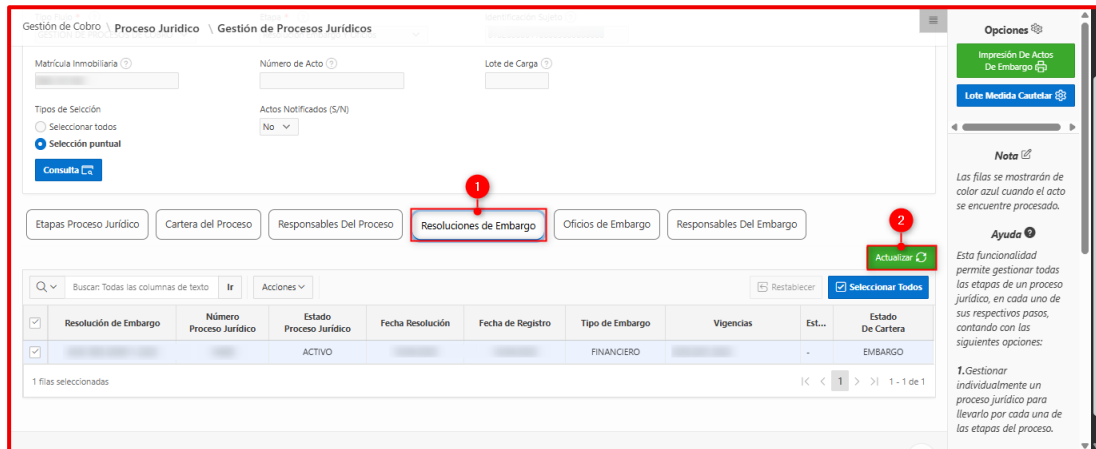 Gestión de Cobro \ Proceso Juridico \ Gestión de Procesos Jurídicos
Matrícula Inmobiliaria
Número de Acto
Lote de Carga
Tipos de Selcción
Actos Notificados (S/N)
Seleccionar todos
No
Selección puntual
Consulta
1
Etapas Proceso Jurídico
Cartera del Proceso
Responsables Del Proceso
Resoluciones de Embargo
Oficios de Embargo
Responsables Del Embargo
2
Actualizar
Buscar: Todas las columnas de texto
Ir
Acciones
Restablecer
Seleccionar Todos
Resolución de Embargo
Número
Proceso Jurídico
Estado
Proceso Jurídico
Fecha Resolución
Fecha de Registro
Tipo de Embargo
Vigencias
Est...
Estado
De Cartera
ACTIVO
FINANCIERO
-
EMBARGO
1 filas seleccionadas
1
1 - 1 de 1
Opciones
Impresión De Actos
De Embargo
Lote Medida Cautelar
Nota
Las filas se mostrarán de
color azul cuando el acto
se encuentre procesado.
Ayuda
Esta funcionalidad
permite gestionar todas
las etapas de un proceso
jurídico, en cada uno de
sus respectivos pasos,
contando con las
siguientes opciones:
1.Gestionar
individualmente un
proceso jurídico para
llevarlo por cada una de
las etapas del proceso.